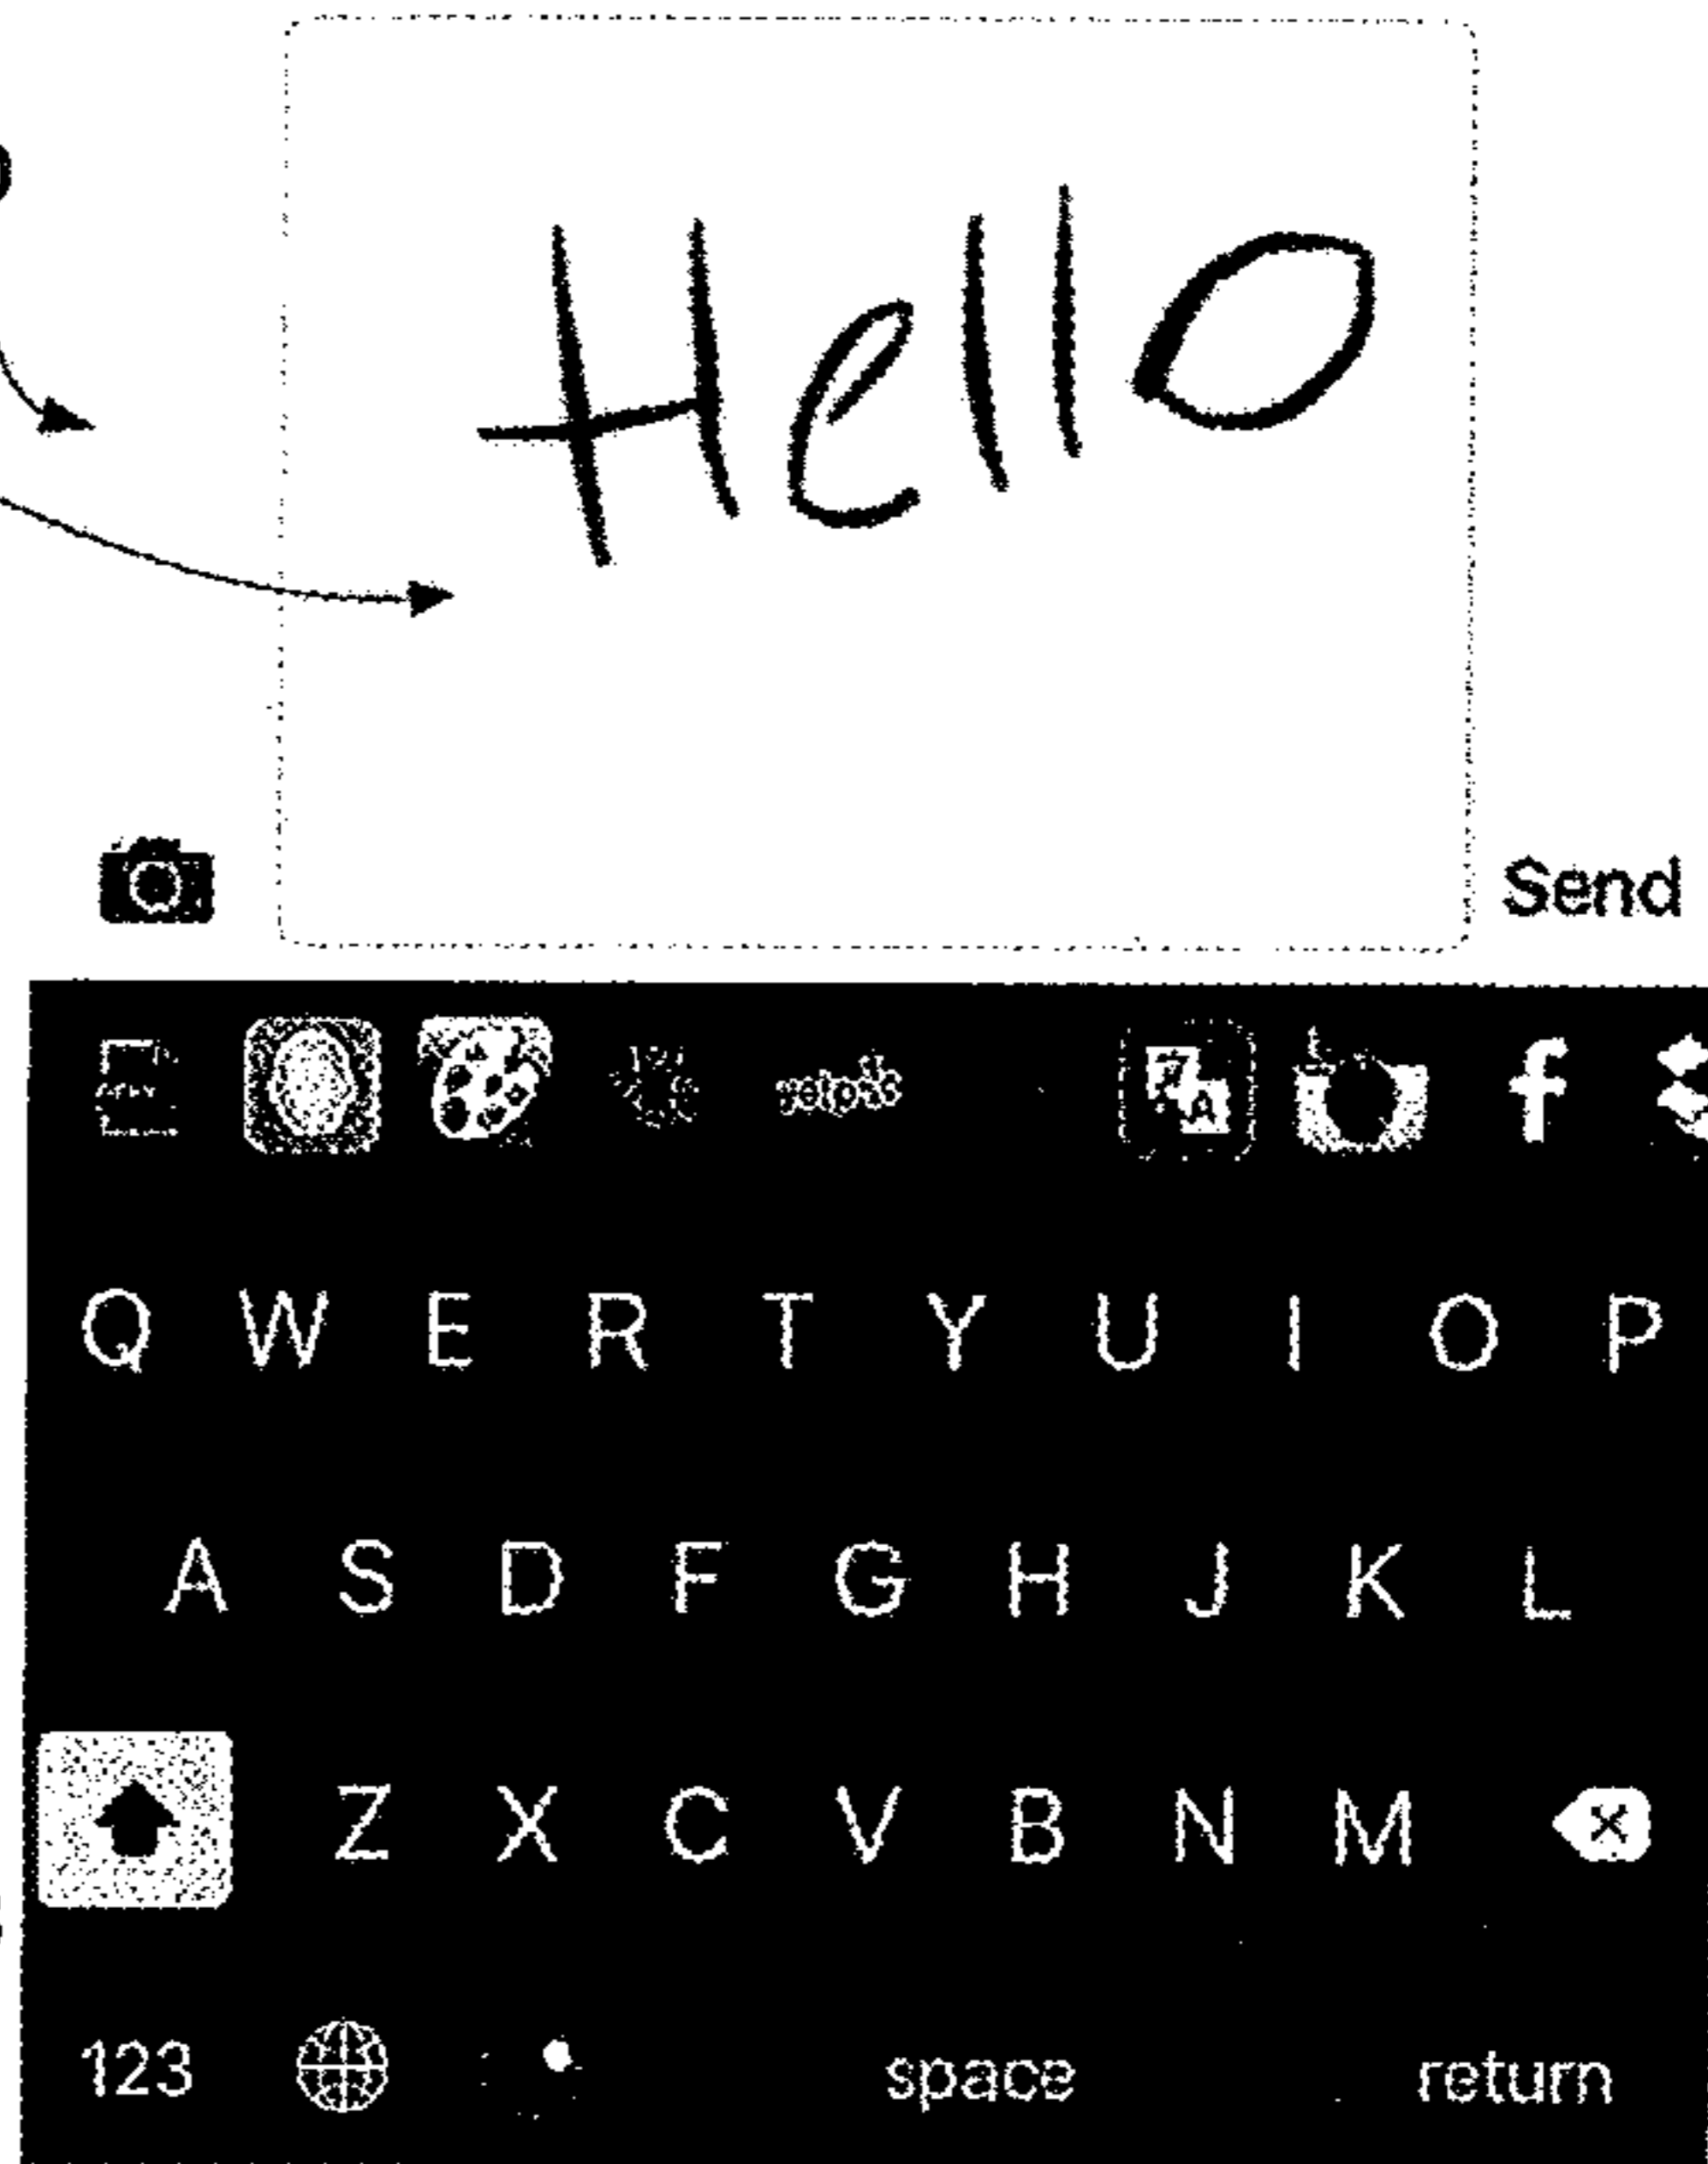 Hello
Send
f
Q W E R T Y U I O P
A S D F G H J K L
Z X C V B N M
123 space return